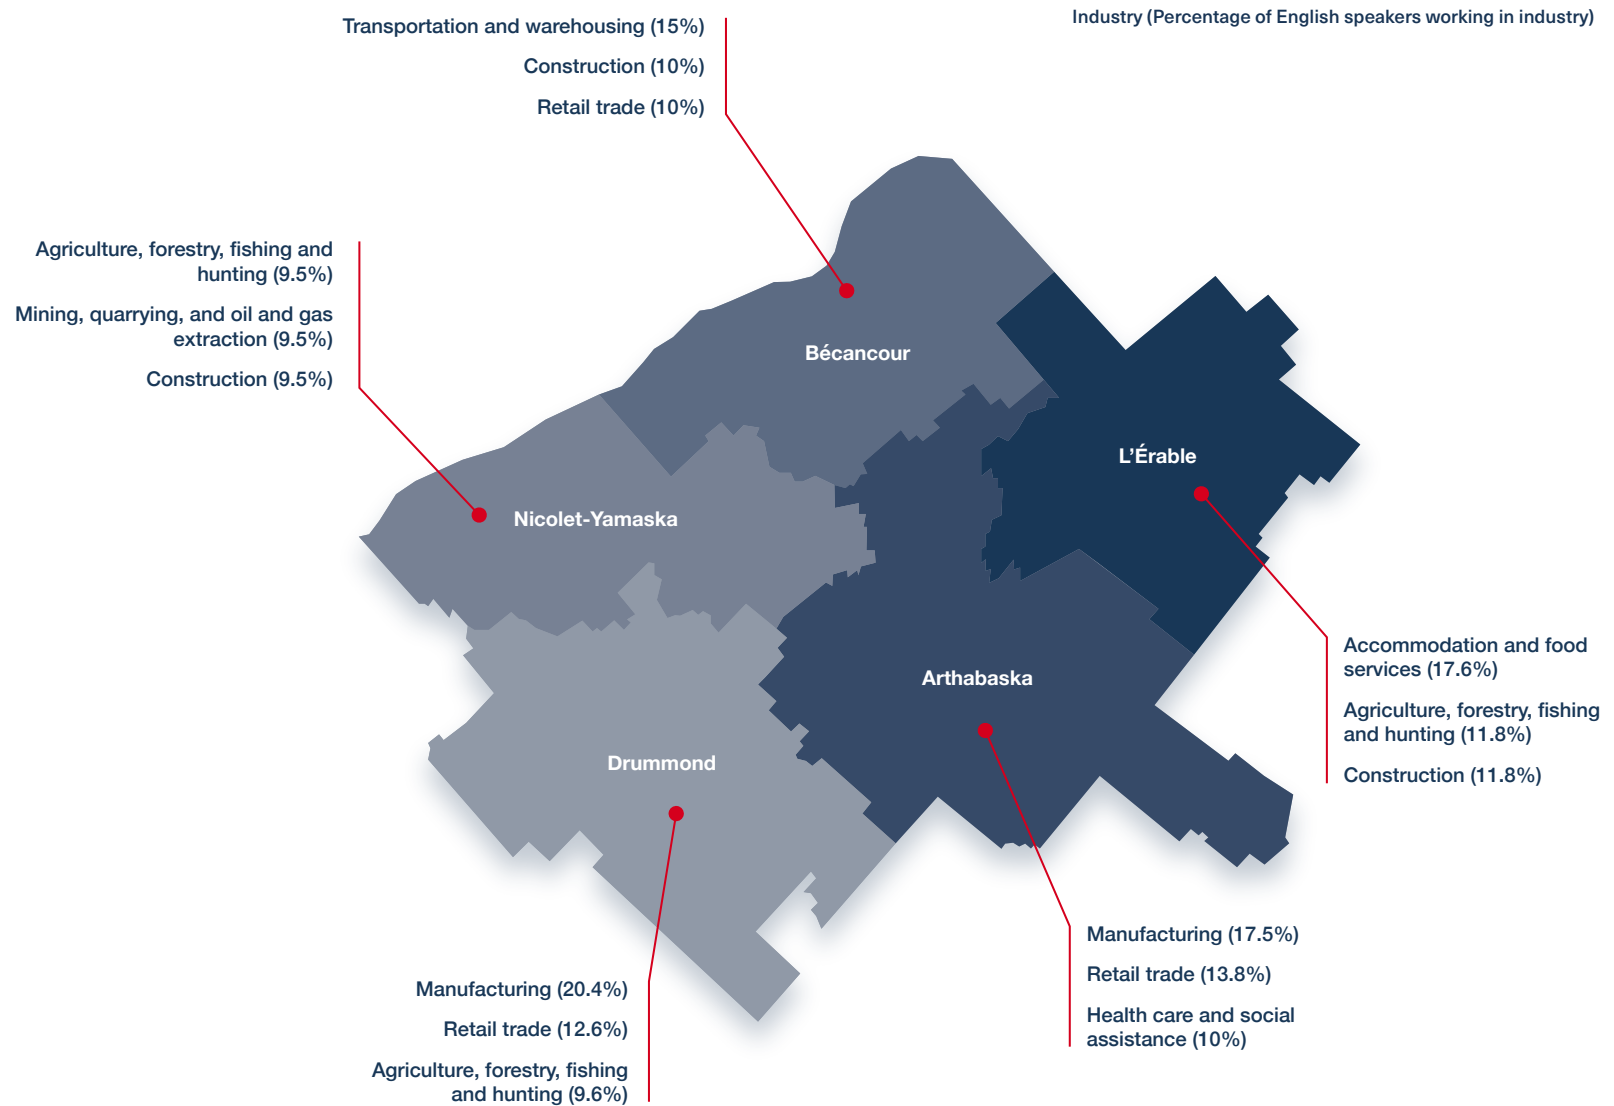 Industry (Percentage of English speakers working in industry)
Transportation and warehousing (15%)
Construction (10%)
Retail trade (10%)
Agriculture, forestry, fishing and
hunting (9.5%)
Mining, quarrying, and oil and gas
extraction (9.5%)
Construction (9.5%)
Bécancour
L’Érable
Nicolet-Yamaska
Arthabaska
Drummond
Accommodation and food
services (17.6%)
Agriculture, forestry, fishing
and hunting (11.8%)
Construction (11.8%)
Manufacturing (17.5%)
Retail trade (13.8%)
Health care and social
assistance (10%)
Manufacturing (20.4%)
Retail trade (12.6%)
Agriculture, forestry, fishing
and hunting (9.6%)